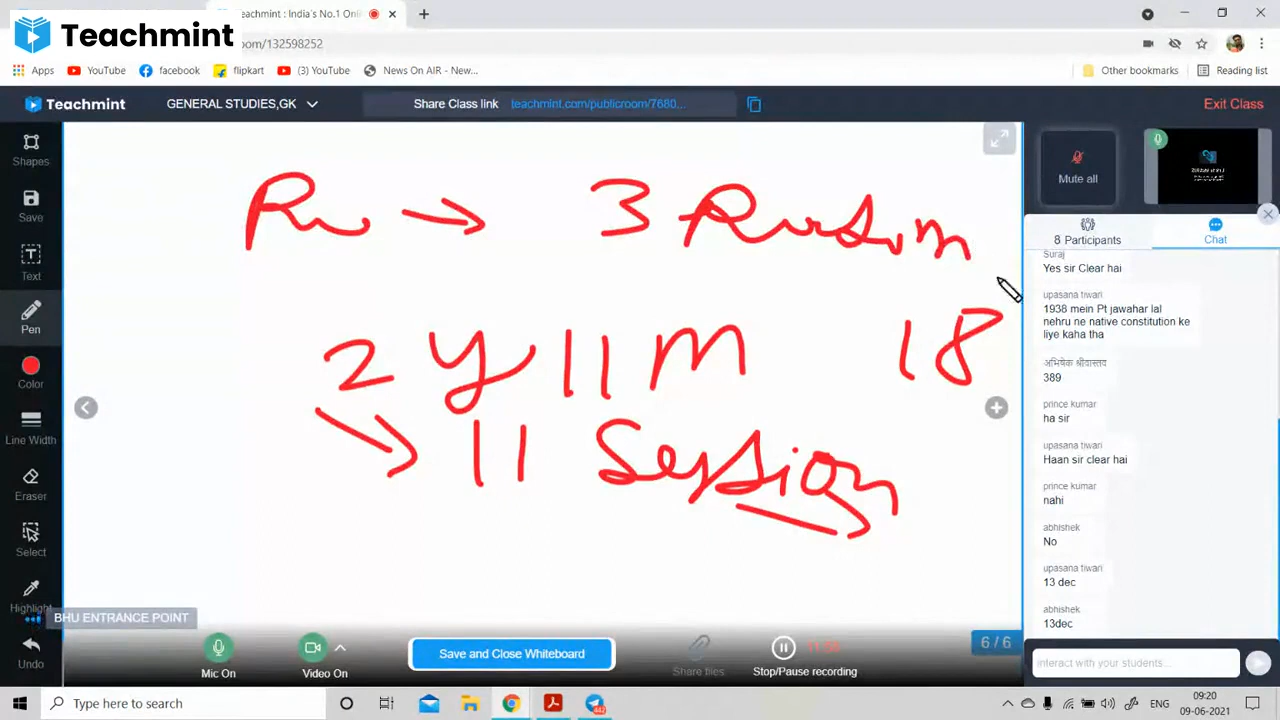 Teachmint : India's No.1 Onli
Teachmint
oom/132598252
Apps YouTube facebook flipkart (3) YouTube News On AIR - New... Other bookmarks Reading list
Teachmint GENERAL STUDIES,GK Share Class link teachmint.com/publicroom/7680... Exit Class
Shapes
Save
Text
Pen
Color
Line Width
Eraser
Select
Highlight
Undo
→ 3
2 y 11 M 18
→ 11 Session
BHU ENTRANCE POINT
6/6
Mic On
Video On
Save and Close Whiteboard
Share files
Stop/Pause recording
Mute all
8 Participants
Chat
Suraj
Yes sir Clear hai
upasana tiwari
1938 mein Pt jawahar lal
nehru ne native constitution ke
liye kaha tha
अभिषेक श्रीवास्तव
389
prince kumar
ha sir
upasana tiwari
Haan sir clear hai
prince kumar
nahi
abhishek
No
upasana tiwari
13 dec
abhishek
13dec
interact with your students...
Type here to search
442
ENG
09:20
09-06-2021